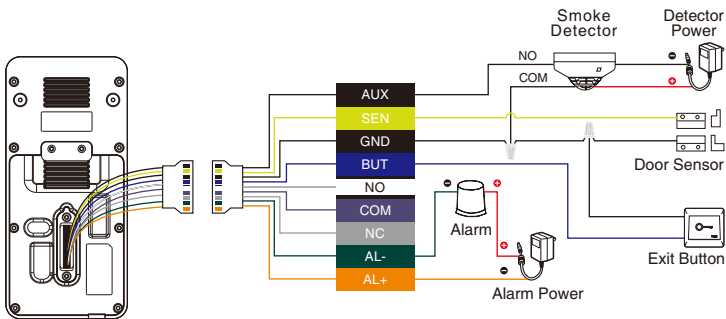 Smoke
Detector
Detector
Power
NO
COM
AUX
SEN
GND
BUT
NO
COM
NC
AL-
AL+
Door Sensor
Alarm
Exit Button
Alarm Power